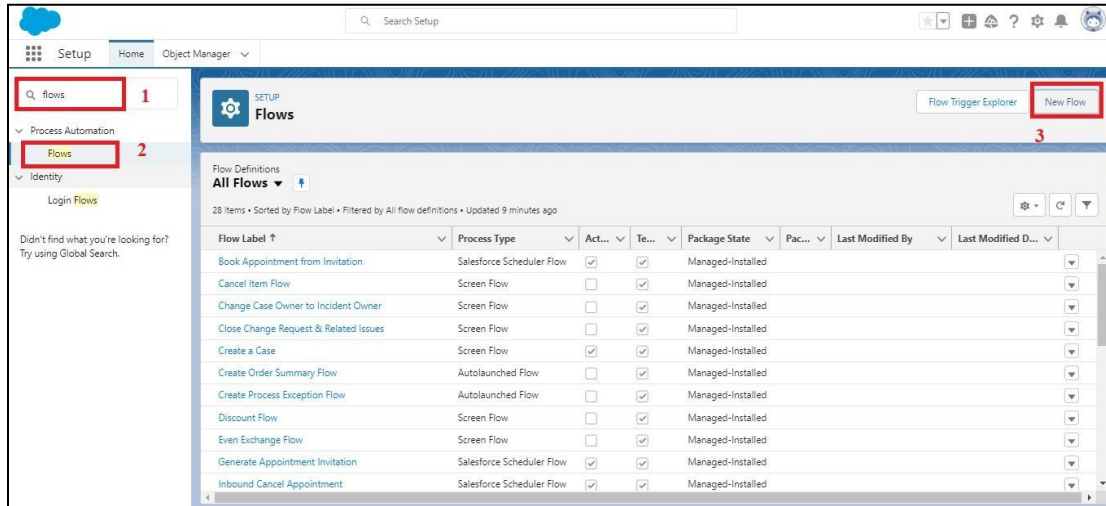 Search Setup
Setup Home Object Manager
flows 1
Process Automation
Flows 2
Identity
Login Flows
Didn't find what you're looking for?
Try using Global Search.
SETUP
Flows
Flow Trigger Explorer New Flow
3
Flow Definitions
All Flows
28 Items • Sorted by Flow Label • Filtered by All flow definitions • Updated 9 minutes ago
Flow Label ↑ Process Type Act... Te... Package State Pac... Last Modified By Last Modified D...
Book Appointment from Invitation Salesforce Scheduler Flow Managed-Installed
Cancel Item Flow Screen Flow Managed-Installed
Change Case Owner to Incident Owner Screen Flow Managed-Installed
Close Change Request & Related Issues Screen Flow Managed-Installed
Create a Case Screen Flow Managed-Installed
Create Order Summary Flow Autolaunched Flow Managed-Installed
Create Process Exception Flow Autolaunched Flow Managed-Installed
Discount Flow Screen Flow Managed-Installed
Even Exchange Flow Screen Flow Managed-Installed
Generate Appointment Invitation Salesforce Scheduler Flow Managed-Installed
Inbound Cancel Appointment Salesforce Scheduler Flow Managed-Installed